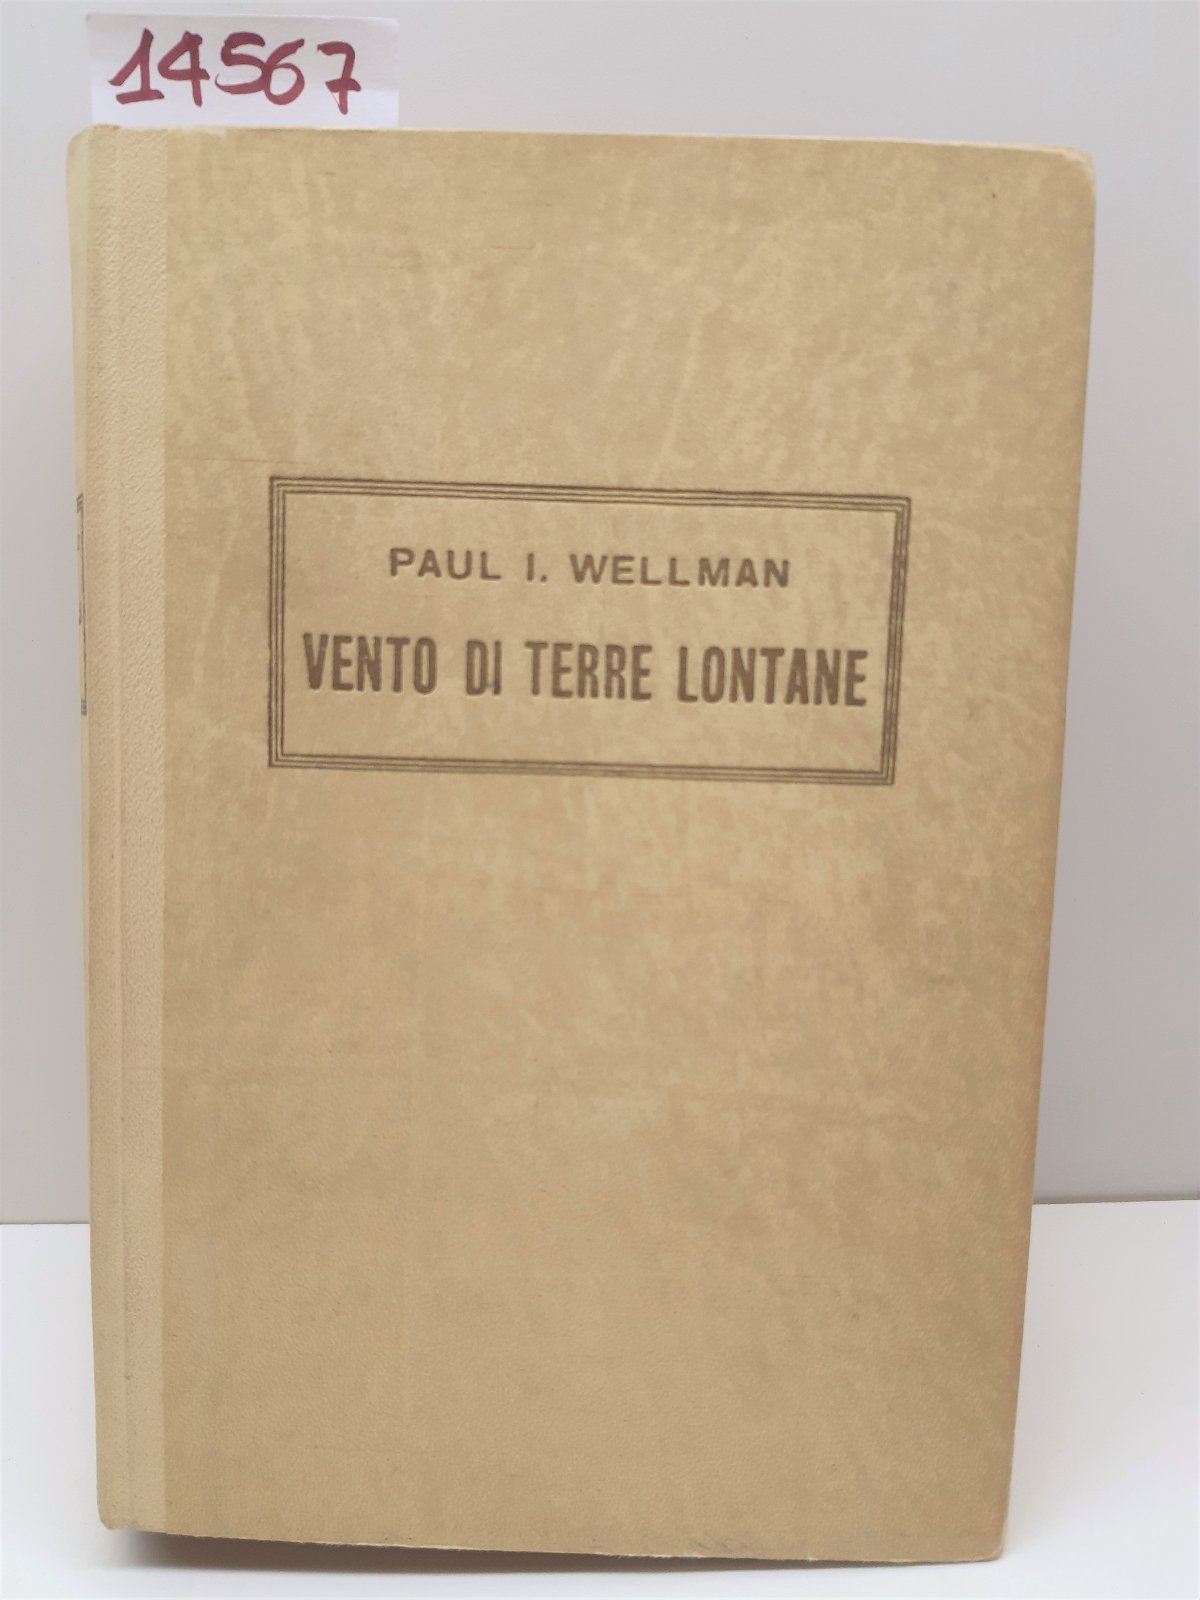 14567
PAUL I. WELLMAN
VENTO DI TERRE LONTANE